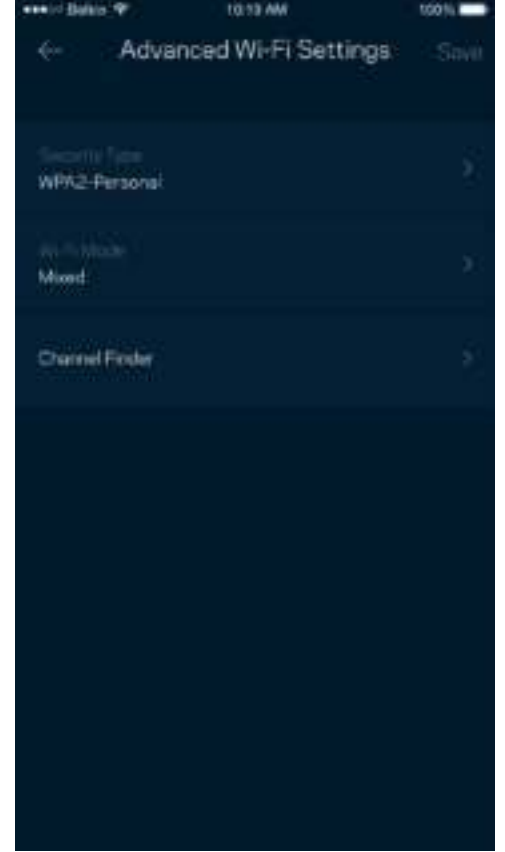 Belkin 10:13 AM 100%
Advanced Wi-Fi Settings Save
Security Type
WPA2-Personal
Wi-Fi Mode
Mixed
Channel Finder